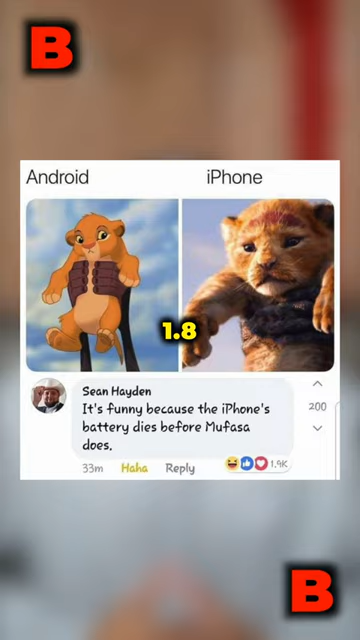 B
Android iPhone
1.8
Sean Hayden
It's funny because the iPhone's
battery dies before Mufasa
does.
200
33m Haha Reply 1.9K
B